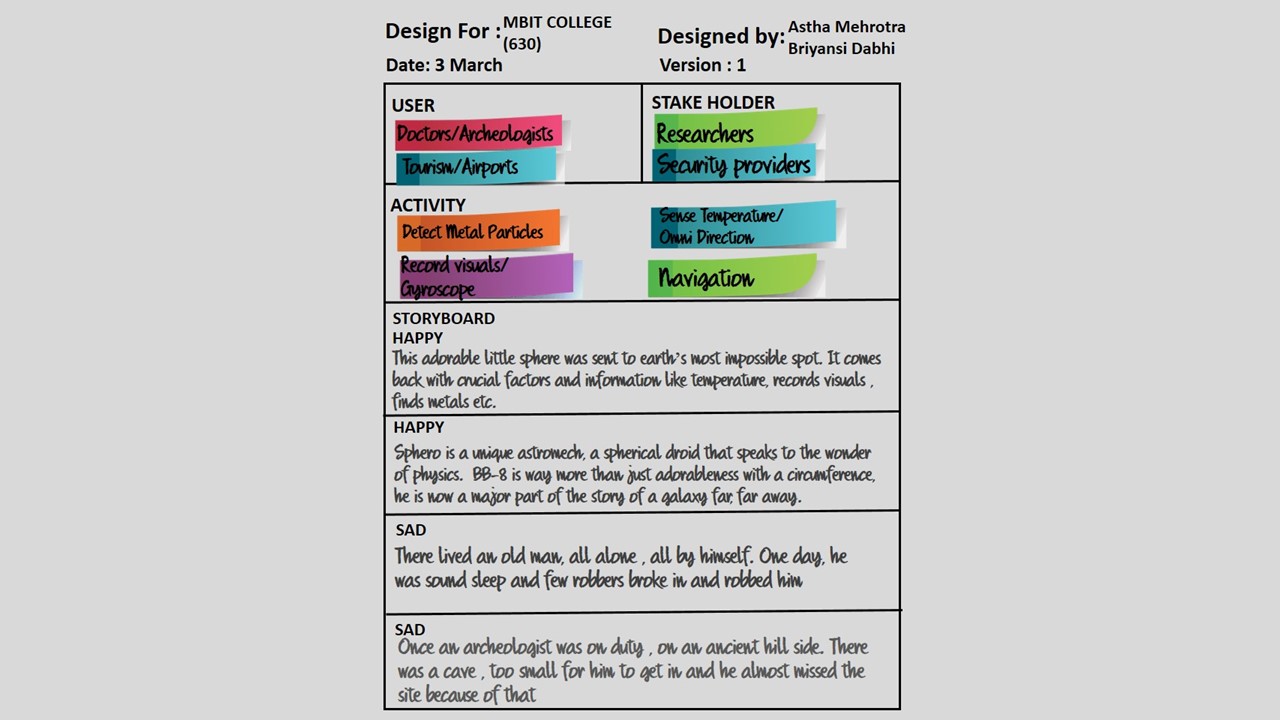 Design For : MBIT COLLEGE
(630)
Designed by: Astha Mehrotra
Briyansi Dabhi
Date: 3 March
Version : 1
USER
Doctors/Archeologists
Tourism/Airports
STAKE HOLDER
Researchers
Security providers
ACTIVITY
Detect Metal Particles
Record visuals/
Gyroscope
Sense Temperature/
Omni Direction
Navigation
STORYBOARD
HAPPY
This adorable little sphere was sent to earth's most impossible spot. It comes
back with crucial factors and information like temperature, records visuals ,
finds metals etc.
HAPPY
Sphero is a unique astromech, a spherical droid that speaks to the wonder
of physics. BB-8 is way more than just adorableness with a circumference,
he is now a major part of the story of a galaxy far, far away.
SAD
There lived an old man, all alone , all by himself. One day, he
was sound sleep and few robbers broke in and robbed him
SAD
Once an archeologist was on duty , on an ancient hill side. There
was a cave , too small for him to get in and he almost missed the
site because of that